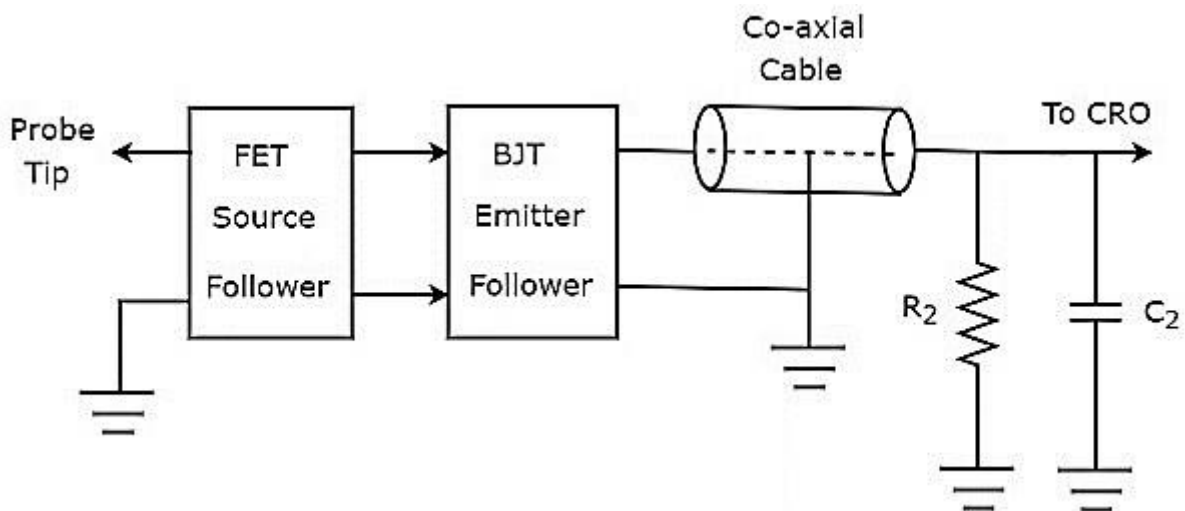 Co-axial
Cable
To CRO
Probe
Tip
FET
Source
Follower
BJT
Emitter
Follower
R2
C2